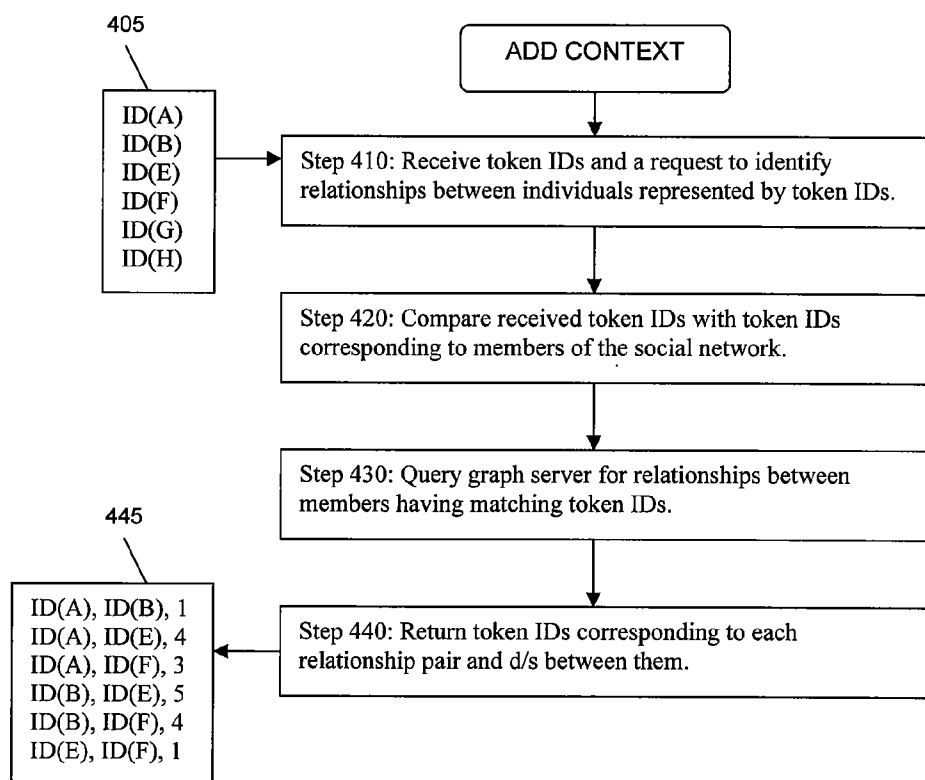 405
ADD CONTEXT
ID(A)
ID(B)
ID(E)
ID(F)
ID(G)
ID(H)
Step 410: Receive token IDs and a request to identify
relationships between individuals represented by token IDs.
Step 420: Compare received token IDs with token IDs
corresponding to members of the social network.
Step 430: Query graph server for relationships between
members having matching token IDs.
445
ID(A), ID(B), 1
ID(A), ID(E), 4
ID(A), ID(F), 3
ID(B), ID(E), 5
ID(B), ID(F), 4
ID(E), ID(F), 1
Step 440: Return token IDs corresponding to each
relationship pair and d/s between them.